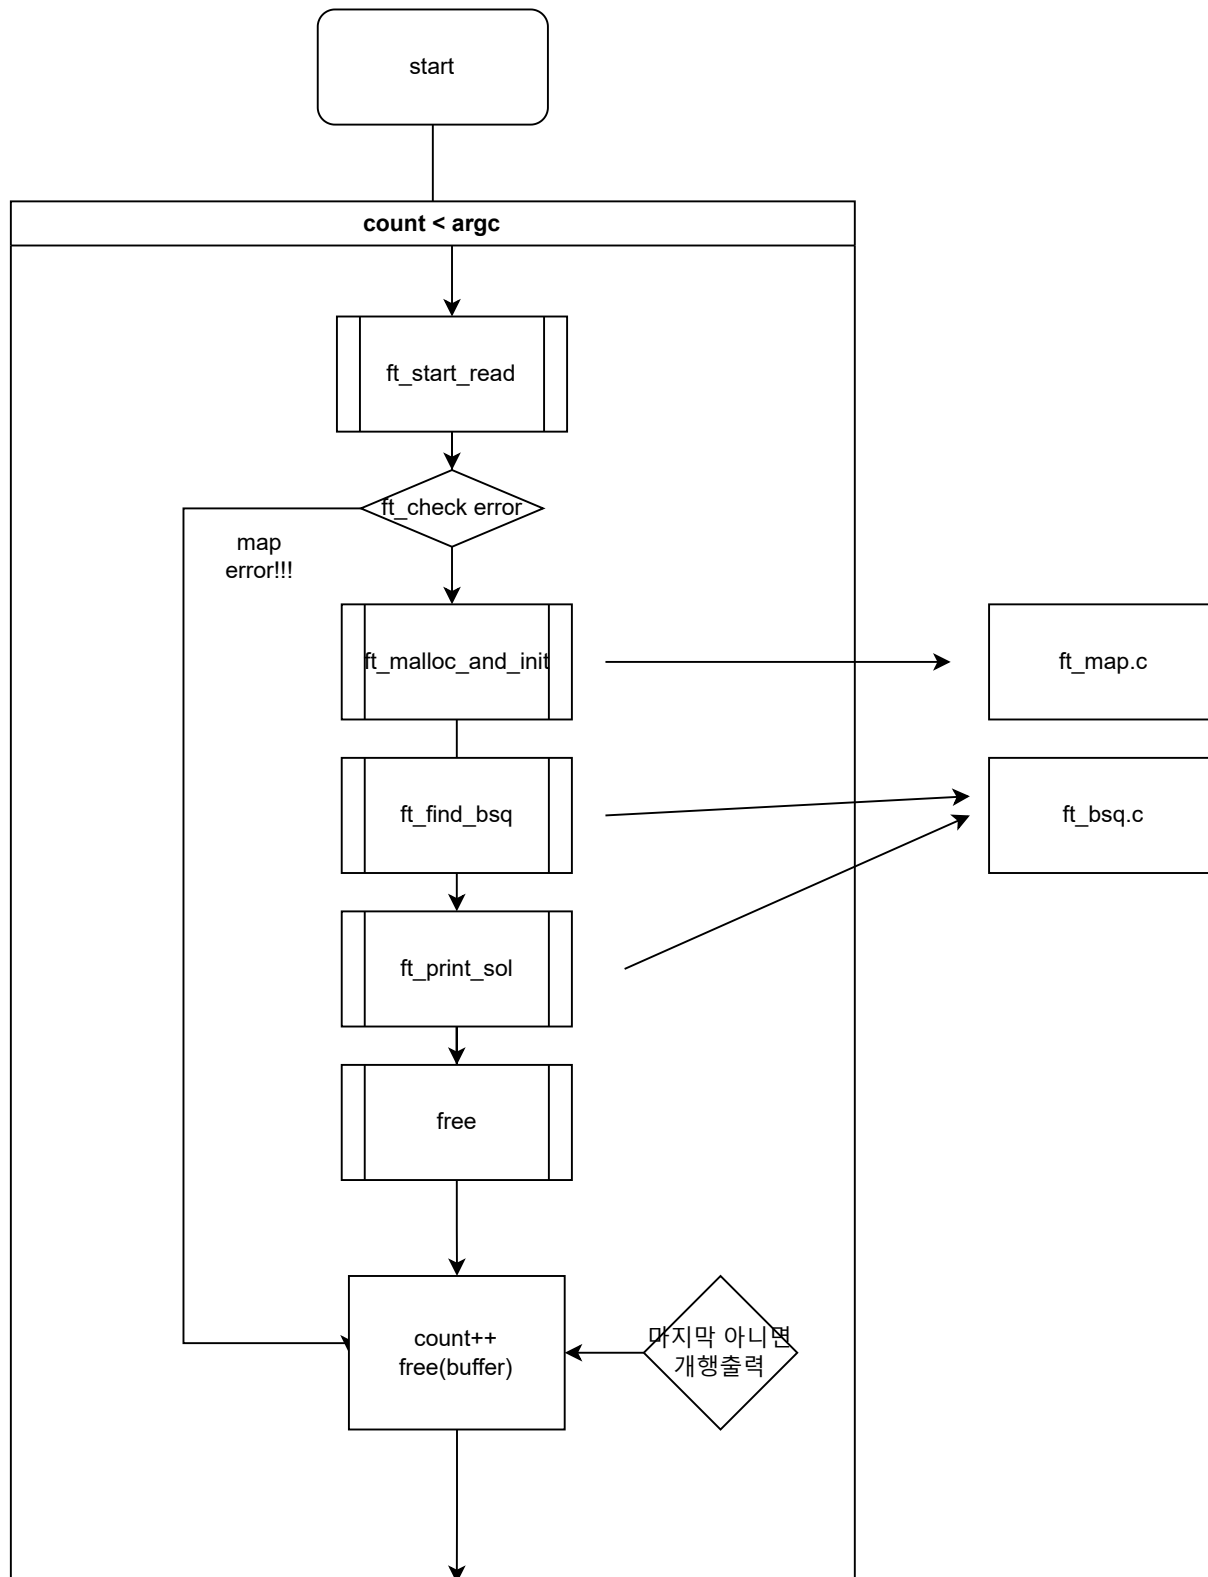 start
count < argc
ft_start_read
ft_check error
map
error!!!
ft_malloc_and_init
ft_map.c
ft_find_bsq
ft_bsq.c
ft_print_sol
free
count++
free(buffer)
마지막 아니면
개행출력